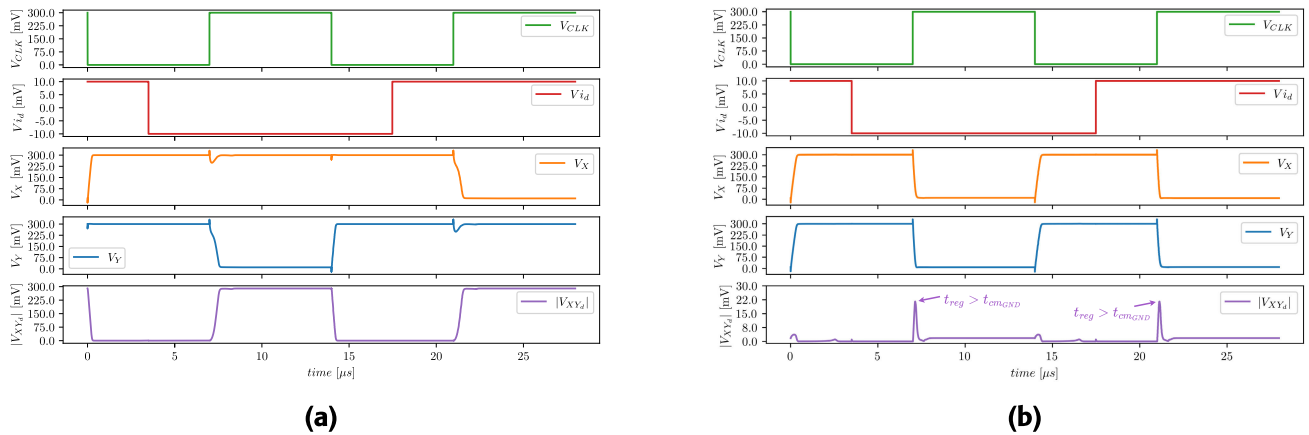 300.0
225.0
150.0
75.0
0.0
V_CLK [mV]
V_CLK
10.0
5.0
0.0
-5.0
-10.0
Vi_d [mV]
Vi_d
300.0
225.0
150.0
75.0
0.0
V_X [mV]
V_X
300.0
225.0
150.0
75.0
0.0
V_Y [mV]
V_Y
300.0
225.0
150.0
75.0
0.0
|V_XY_d| [mV]
|V_XY_d|
0 5 10 15 20 25
time [μs]
(a)
300.0
225.0
150.0
75.0
0.0
V_CLK [mV]
V_CLK
10.0
5.0
0.0
-5.0
-10.0
Vi_d [mV]
Vi_d
300.0
225.0
150.0
75.0
0.0
V_X [mV]
V_X
300.0
225.0
150.0
75.0
0.0
V_Y [mV]
V_Y
30.0
22.5
15.0
7.5
0.0
|V_XY_d| [mV]
t_reg > t_cm_GND
t_reg > t_cm_GND
|V_XY_d|
0 5 10 15 20 25
time [μs]
(b)